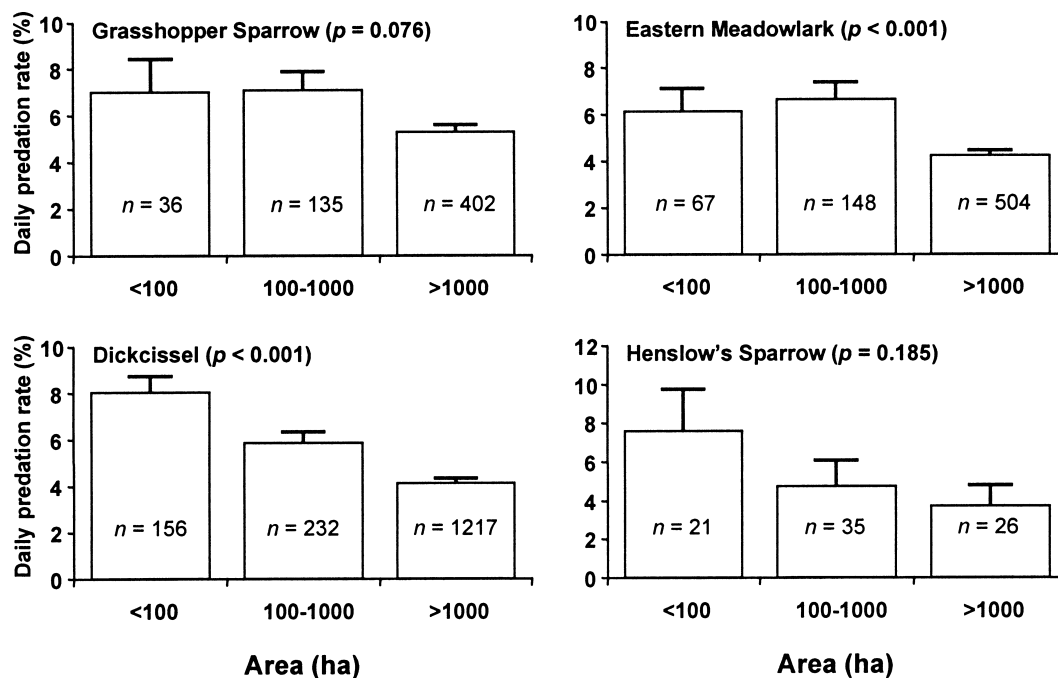 Grasshopper Sparrow (p = 0.076)
Daily predation rate (%)
10
8
6
4
2
0
n = 36
n = 135
n = 402
<100
100-1000
>1000
Eastern Meadowlark (p < 0.001)
10
8
6
4
2
0
n = 67
n = 148
n = 504
<100
100-1000
>1000
Dickcissel (p < 0.001)
Daily predation rate (%)
10
8
6
4
2
0
n = 156
n = 232
n = 1217
<100
100-1000
>1000
Area (ha)
Henslow's Sparrow (p = 0.185)
12
10
8
6
4
2
0
n = 21
n = 35
n = 26
<100
100-1000
>1000
Area (ha)